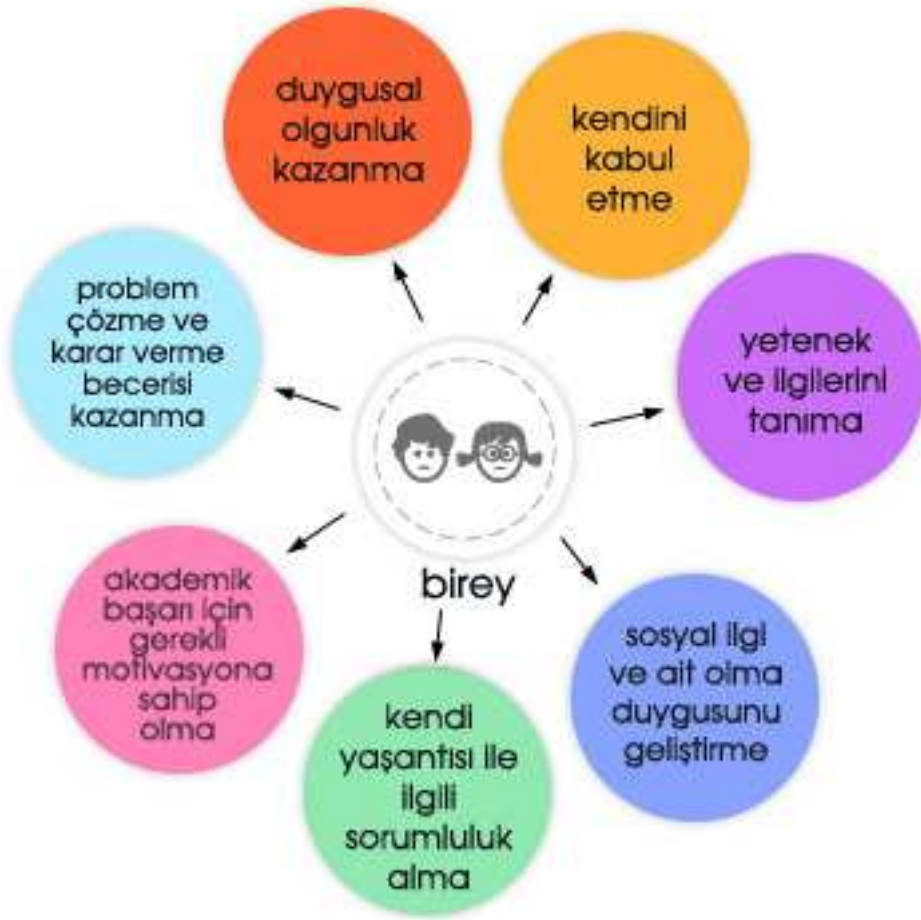 duygusal
olgunluk
kazanma
kendini
kabul
etme
yetenek
ve ilgilerini
tanıma
sosyal ilgi
ve ait olma
duygusunu
geliştirme
kendi
yaşantısı ile
ilgili
sorumluluk
alma
akademik
başarı için
gerekli
motivasyona
sahip
olma
problem
çözme ve
karar verme
becerisi
kazanma
birey